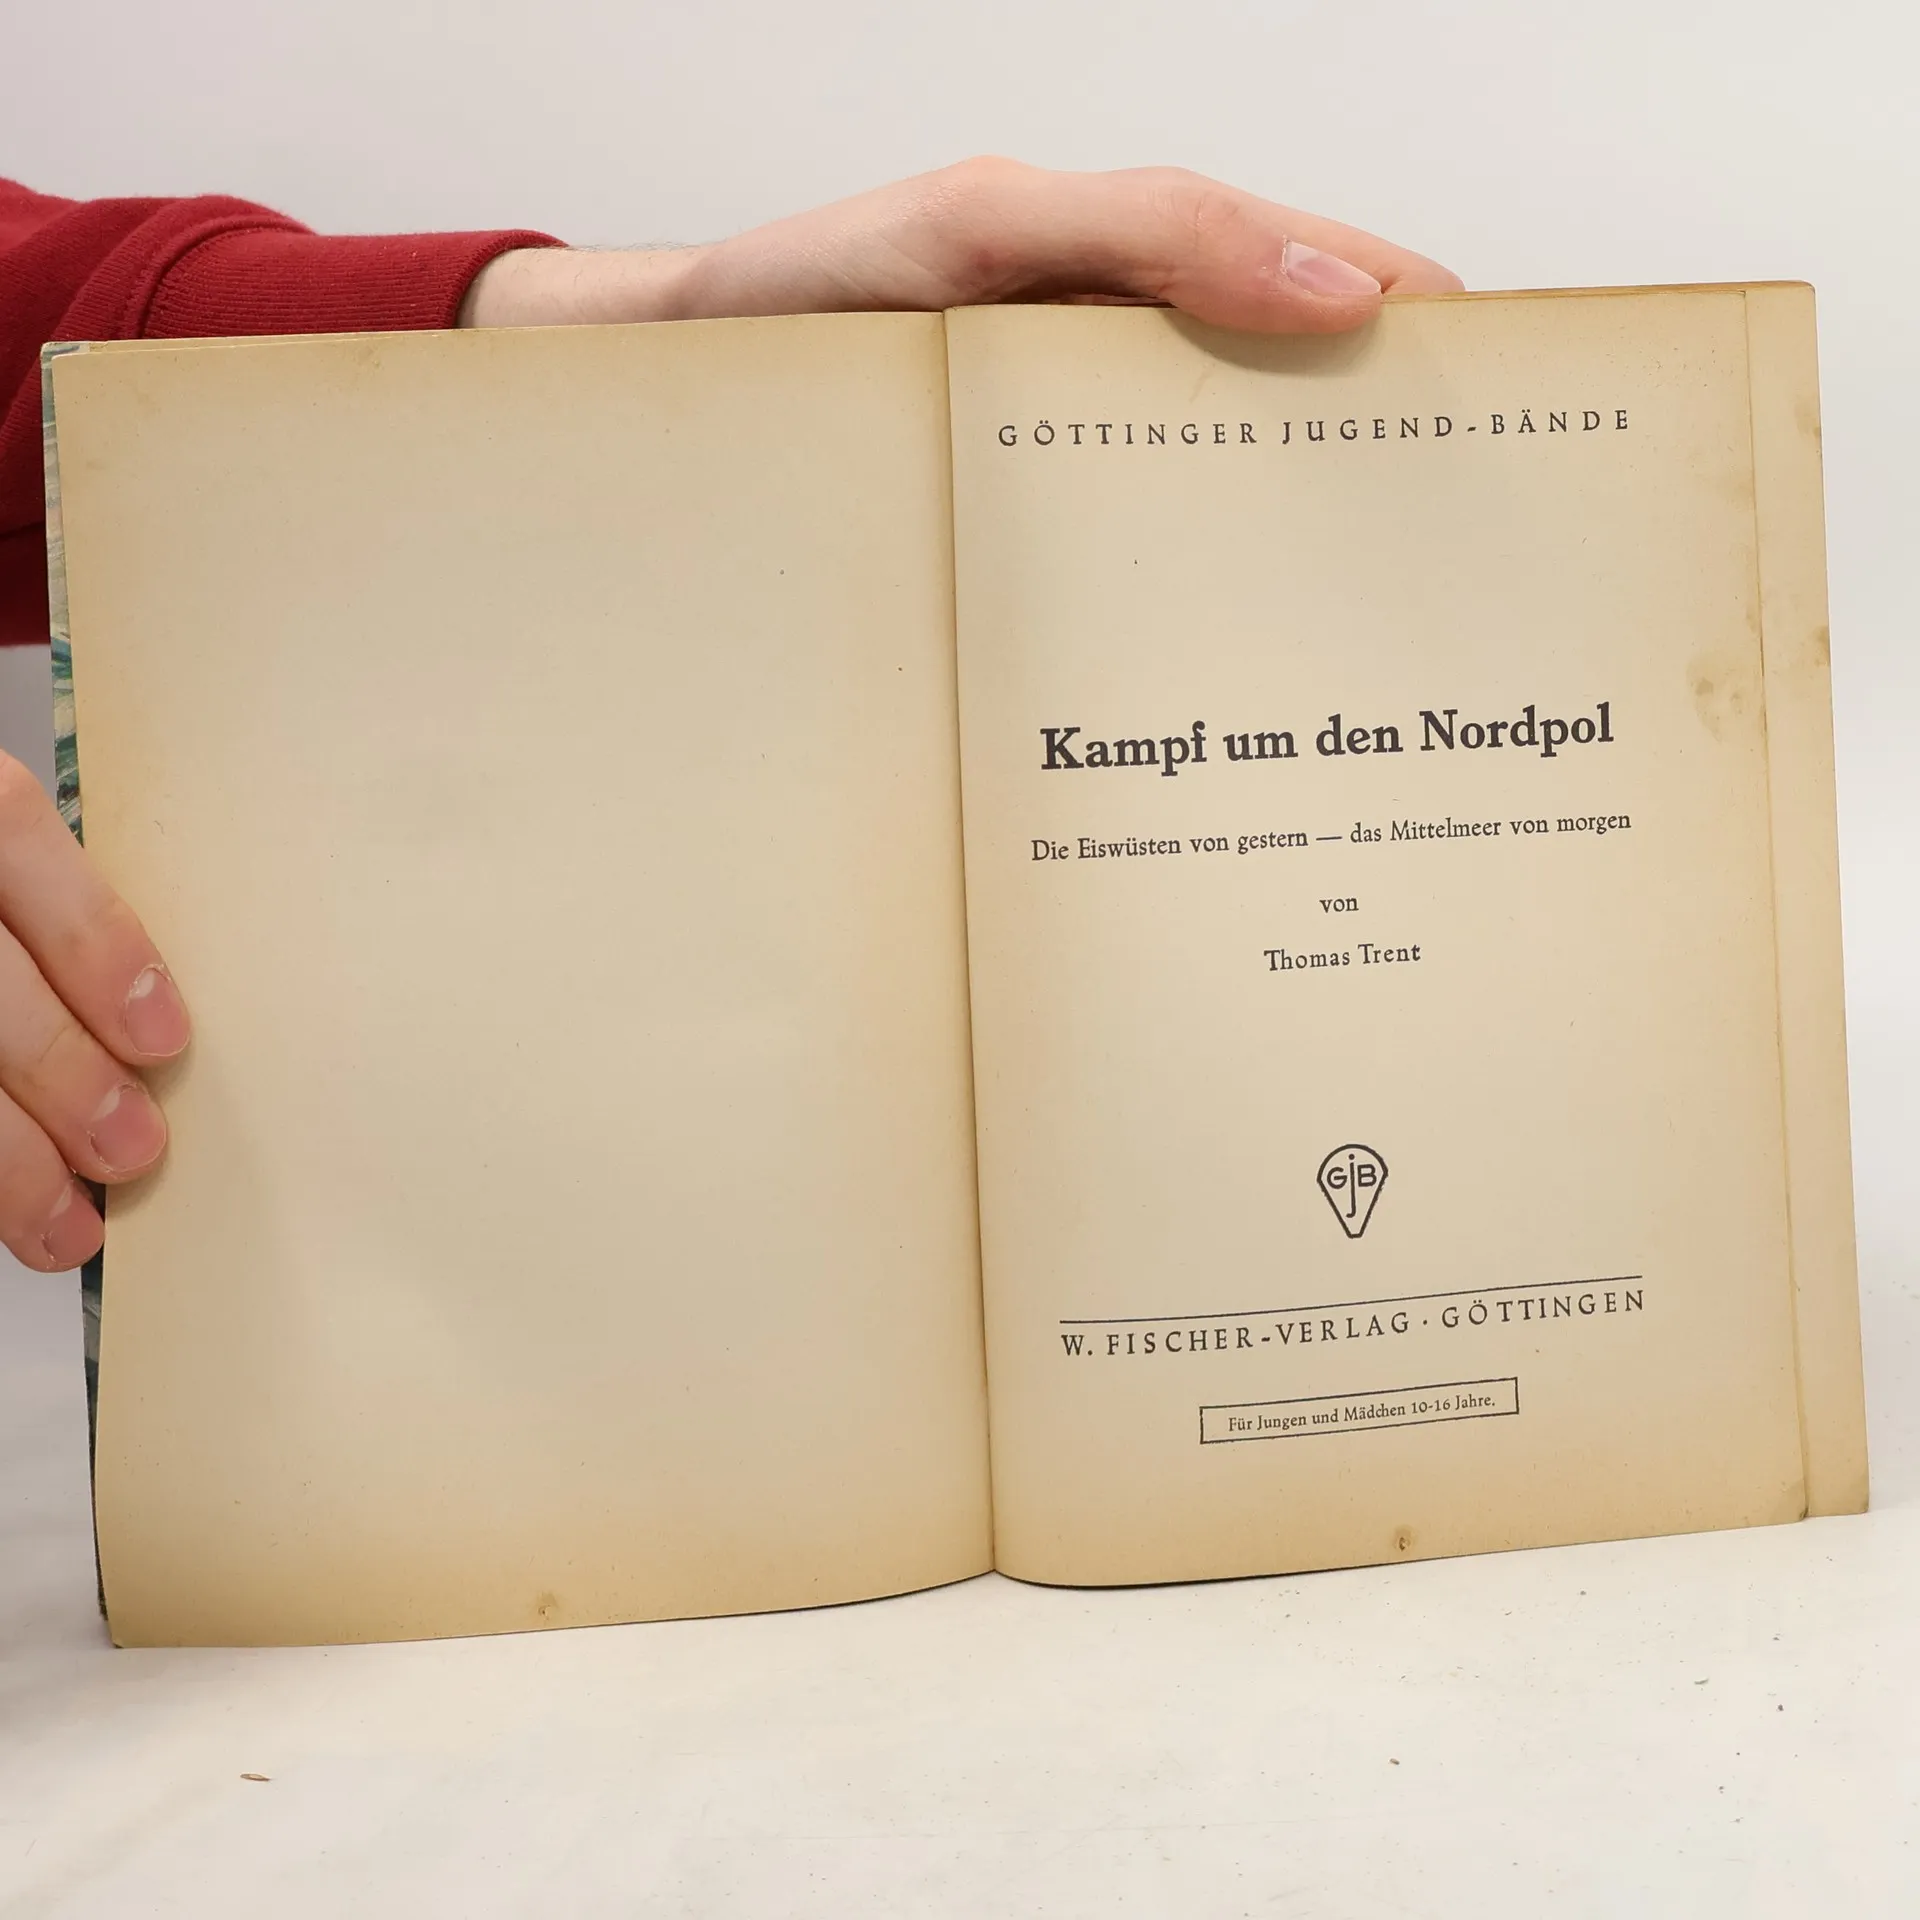 GÖTTINGER JUGEND-BÄNDE
Kampf um den Nordpol
Die Eiswüsten von gestern — das Mittelmeer von morgen
von
Thomas Trent
GjB
W. FISCHER-VERLAG · GÖTTINGEN
Für Jungen und Mädchen 10-16 Jahre.